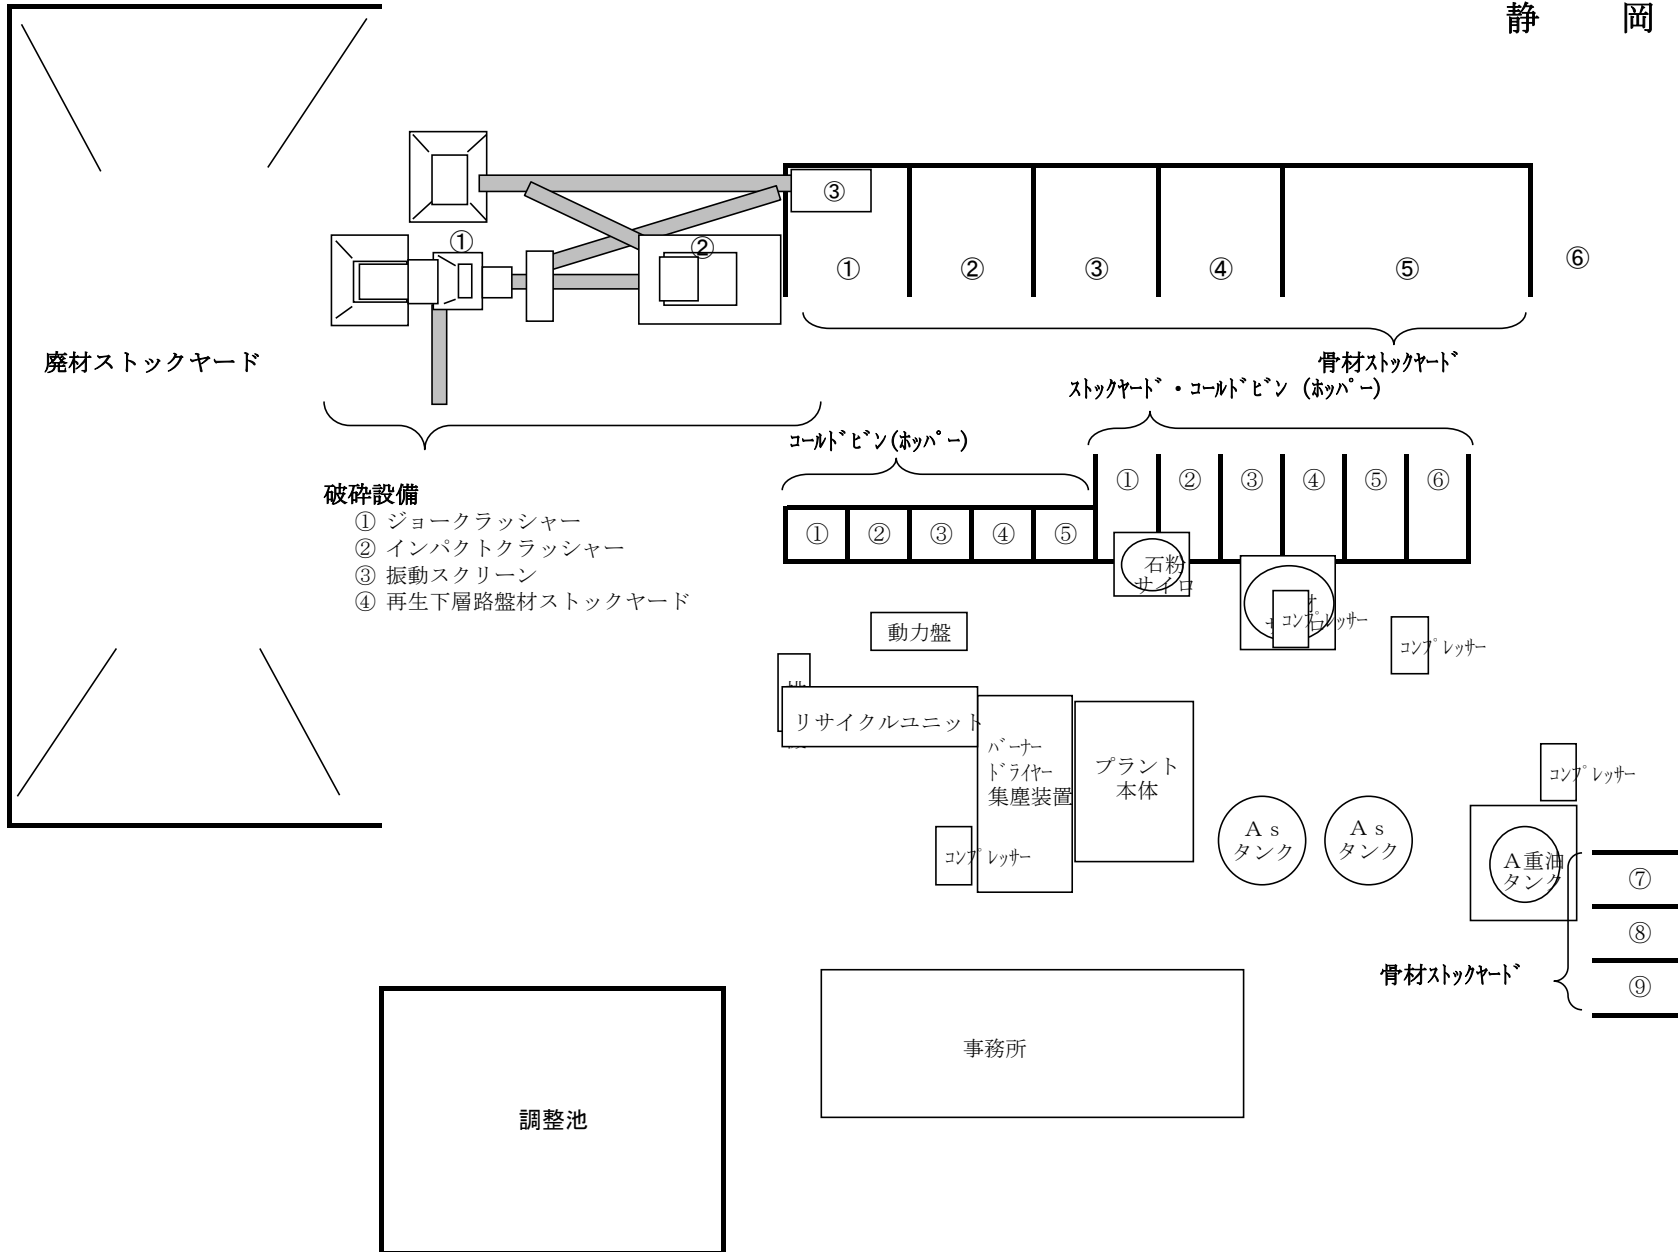 静　　岡
③
①
②
①
②
③
④
⑤
⑥
廃材ストックヤード
骨材ｽﾄｯｸﾔｰﾄﾞ
ｽﾄｯｸﾔｰﾄﾞ・ｺｰﾙﾄﾞﾋﾞﾝ（ﾎｯﾊﾟｰ）
ｺｰﾙﾄﾞﾋﾞﾝ(ﾎｯﾊﾟｰ)
①
②
③
④
⑤
⑥
破砕設備
① ジョークラッシャー
② インパクトクラッシャー
③ 振動スクリーン
④ 再生下層路盤材ストックヤード
①
②
③
④
⑤
石粉
サイロ
ｺﾝﾌﾟﾚｯｻｰ
動力盤
ｺﾝﾌﾟﾚｯｻｰ
リサイクルユニット
ﾊﾞｰﾅｰ
ﾄﾞﾗｲﾔｰ
集塵装置
プラント
本体
ｺﾝﾌﾟﾚｯｻｰ
Ａｓ
タンク
Ａｓ
タンク
ｺﾝﾌﾟﾚｯｻｰ
Ａ重油
タンク
⑦
⑧
⑨
骨材ｽﾄｯｸﾔｰﾄﾞ
事務所
調整池